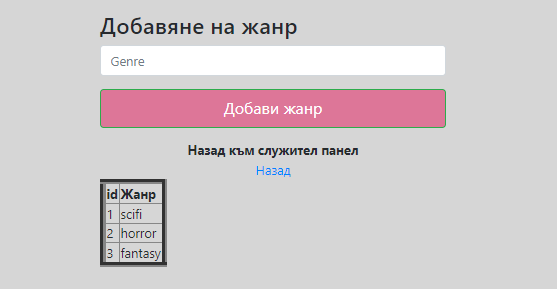 Добавяне на жанр
Genre
Добави жанр
Назад към служител панел
Назад
id Жанр
1 scifi
2 horror
3 fantasy